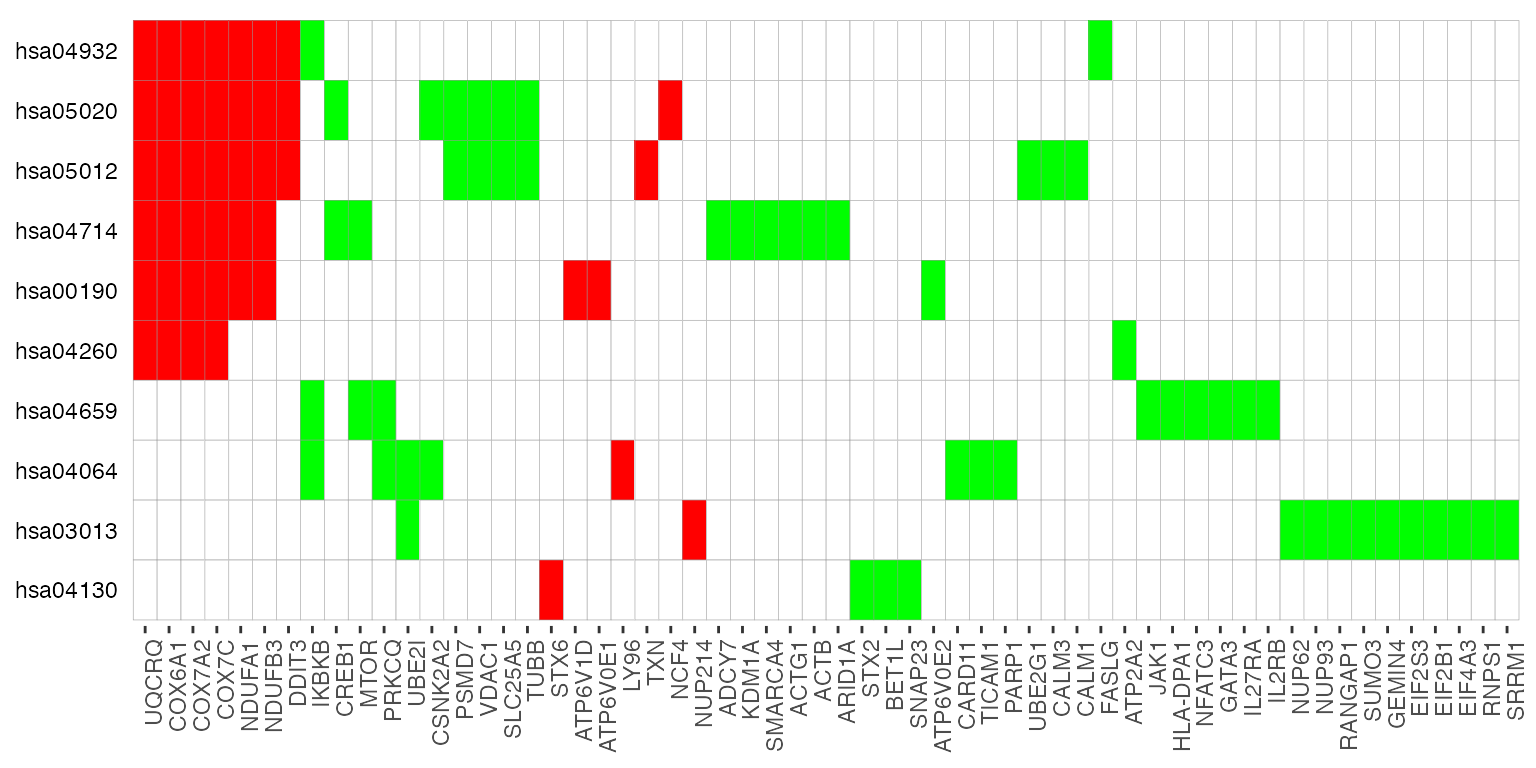 hsa04932
hsa05020
hsa05012
hsa04714
hsa00190
hsa04260
hsa04659
hsa04064
hsa03013
hsa04130
UQCRQ
COX6A1
COX7A2
COX7C
NDUFA1
NDUFB3
DDIT3
IKBKB
CREB1
MTOR
PRKCQ
UBE2I
CSNK2A2
PSMD7
VDAC1
SLC25A5
TUBB
STX6
ATP6V1D
ATP6V0E1
LY96
TXN
NCF4
NUP214
ADCY7
KDM1A
SMARCA4
ACTG1
ACTB
ARID1A
STX2
BET1L
SNAP23
ATP6V0E2
CARD11
TICAM1
PARP1
UBE2G1
CALM3
CALM1
FASLG
ATP2A2
JAK1
HLA-DPA1
NFATC3
GATA3
IL27RA
IL2RB
NUP62
NUP93
RANGAP1
SUMO3
GEMIN4
EIF2S3
EIF2B1
EIF4A3
RNPS1
SRRM1